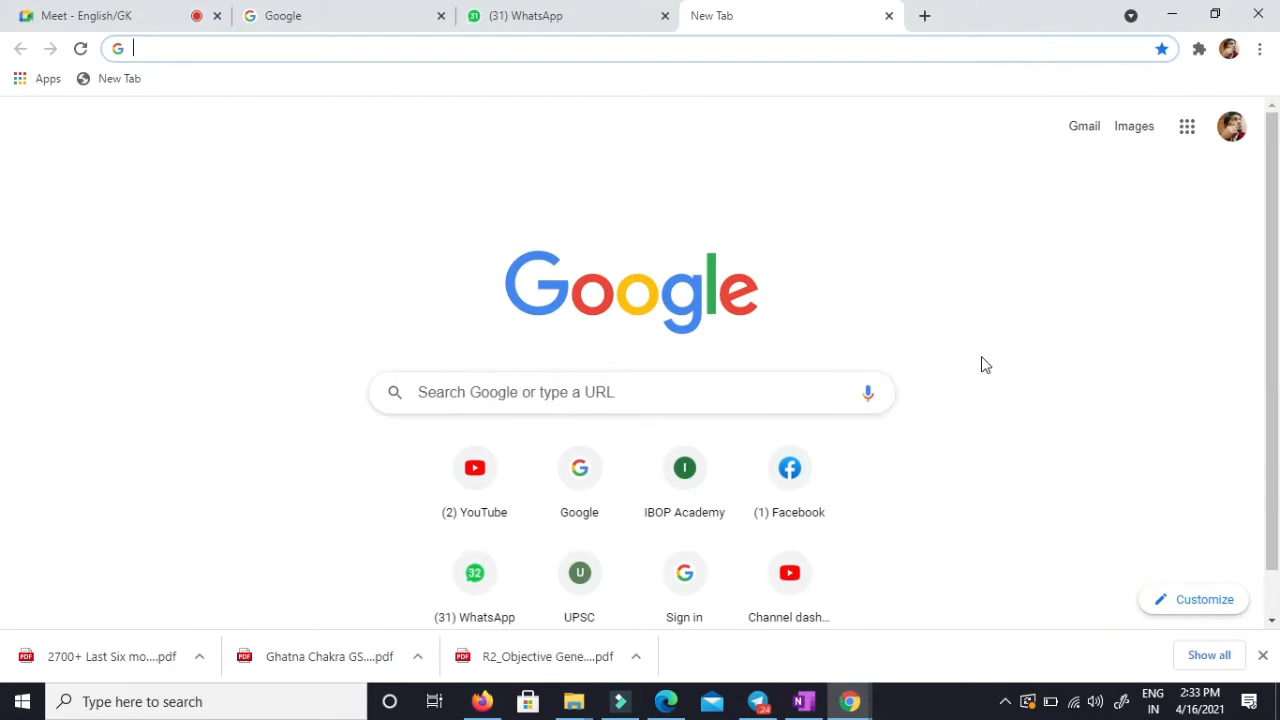 Meet - English/GK
Google
(31) WhatsApp
New Tab
Apps
New Tab
Gmail
Images
Google
Search Google or type a URL
(2) YouTube
Google
I
IBOP Academy
(1) Facebook
32
(31) WhatsApp
U
UPSC
Sign in
Channel dash...
Customize
2700+ Last Six mo....pdf
Ghatna Chakra GS....pdf
R2_Objective Gene....pdf
Show all
Type here to search
24
ENG
IN
2:33 PM
4/16/2021